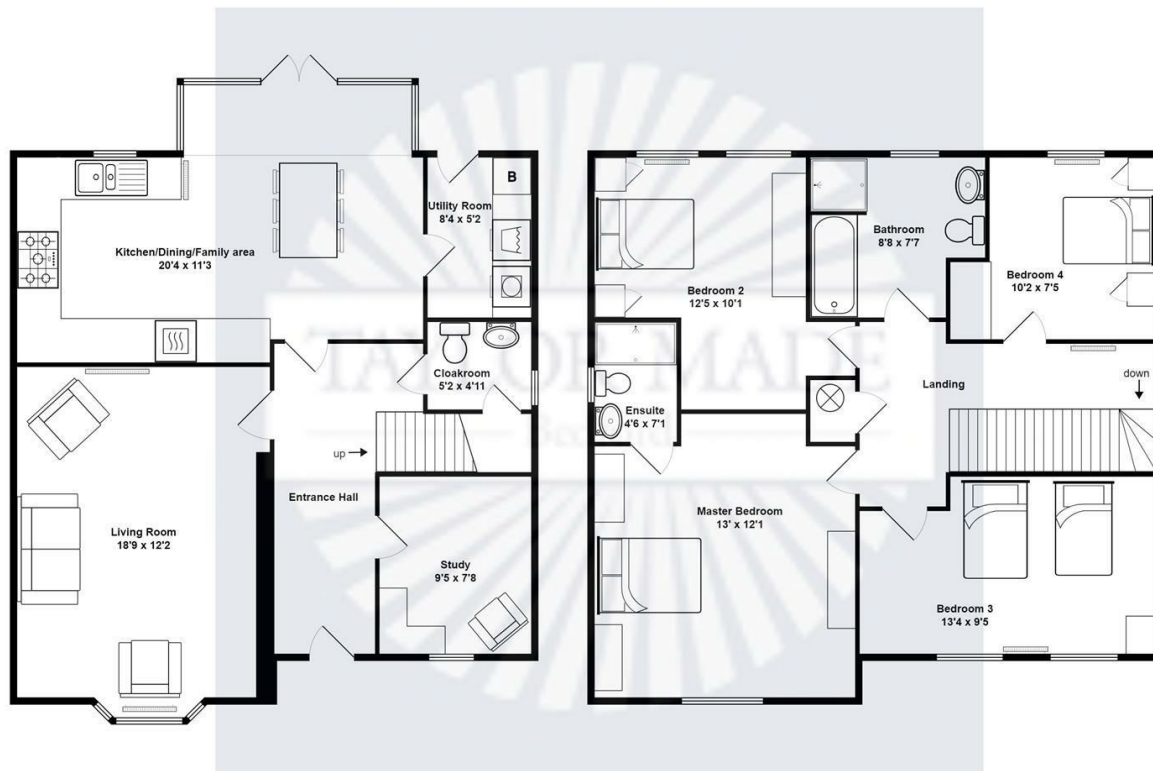 Kitchen/Dining/Family area
20'4 x 11'3
Utility Room
8'4 x 5'2
B
Cloakroom
5'2 x 4'11
up
Entrance Hall
Living Room
18'9 x 12'2
Study
9'5 x 7'8
Bedroom 2
12'5 x 10'1
Bathroom
8'8 x 7'7
Bedroom 4
10'2 x 7'5
Ensuite
4'6 x 7'1
Landing
down
Master Bedroom
13' x 12'1
Bedroom 3
13'4 x 9'5
TAYLOR MADE